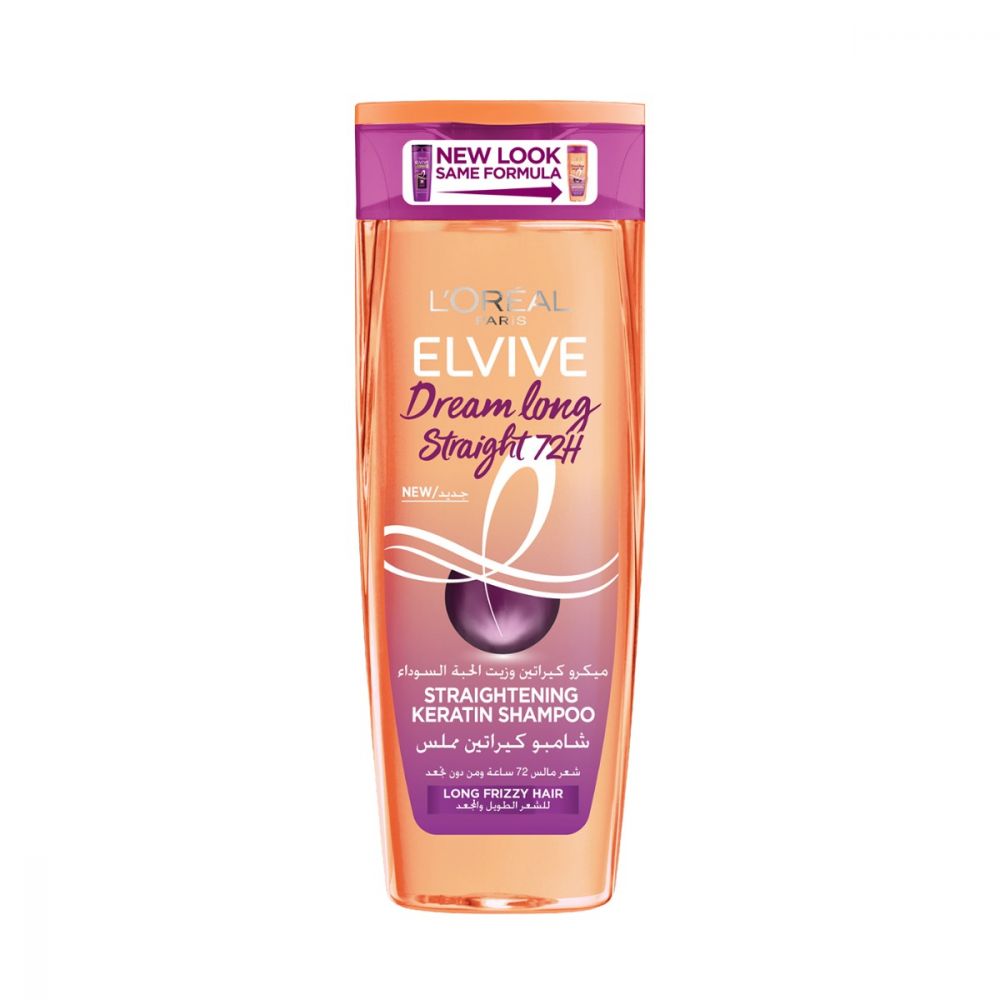 NEW LOOK
SAME FORMULA
L'ORÉAL
PARIS
ELVIVE
Dream long
Straight 72H
NEW/جديد
ميكرو كيراتين وزيت الحبة السوداء
STRAIGHTENING
KERATIN SHAMPOO
شامبو كيراتين مملس
شعر مالس 72 ساعة ومن دون تجعد
LONG FRIZZY HAIR
للشعر الطويل والمجعد